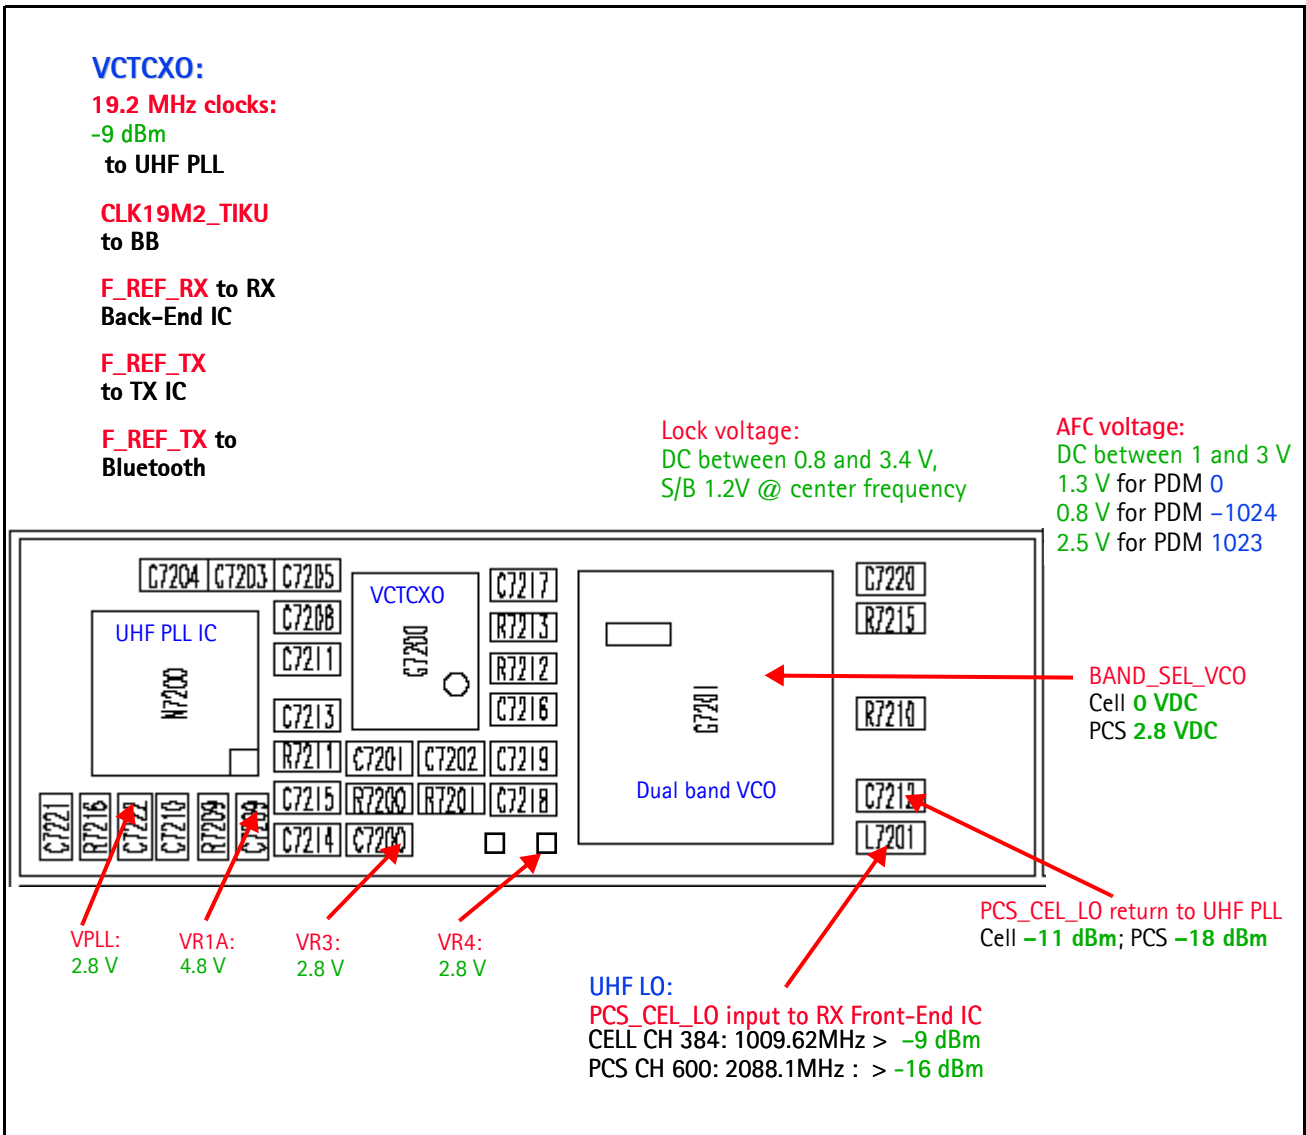 VCTCXO:
19.2 MHz clocks:
-9 dBm
to UHF PLL
CLK19M2_TIKU
to BB
F_REF_RX to RX
Back-End IC
F_REF_TX
to TX IC
F_REF_TX to
Bluetooth
Lock voltage:
DC between 0.8 and 3.4 V,
S/B 1.2V @ center frequency
AFC voltage:
DC between 1 and 3 V
1.3 V for PDM 0
0.8 V for PDM –1024
2.5 V for PDM 1023
C7204 C7203 C7205
C7208
C7211
C7213
R7211
C7215
C7214
UHF PLL IC
N7200
VCTCXO
G7200
C7217
R7213
R7212
C7216
C7201 C7202 C7219
R7200 R7201 C7218
C7200
C7221
R7216
C7222
C7210
R7209
C7209
G7201
Dual band VCO
C7220
R7215
R7210
C7212
L7201
BAND_SEL_VCO
Cell 0 VDC
PCS 2.8 VDC
PCS_CEL_LO return to UHF PLL
Cell –11 dBm; PCS –18 dBm
VPLL:
2.8 V
VR1A:
4.8 V
VR3:
2.8 V
VR4:
2.8 V
UHF LO:
PCS_CEL_LO input to RX Front-End IC
CELL CH 384: 1009.62MHz > –9 dBm
PCS CH 600: 2088.1MHz : > -16 dBm